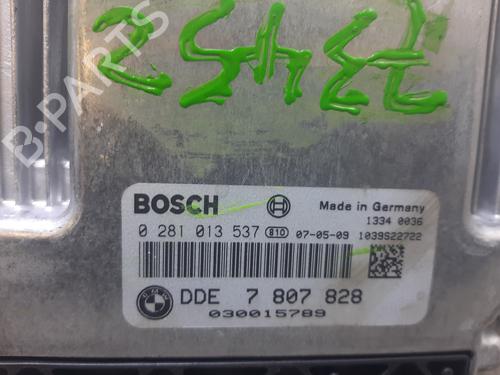 B-PARTS
BOSCH
Made in Germany
1334 0036
0 281 013 537 810 07-05-09 1039S22722
BMW
DDE 7 807 828
030015789